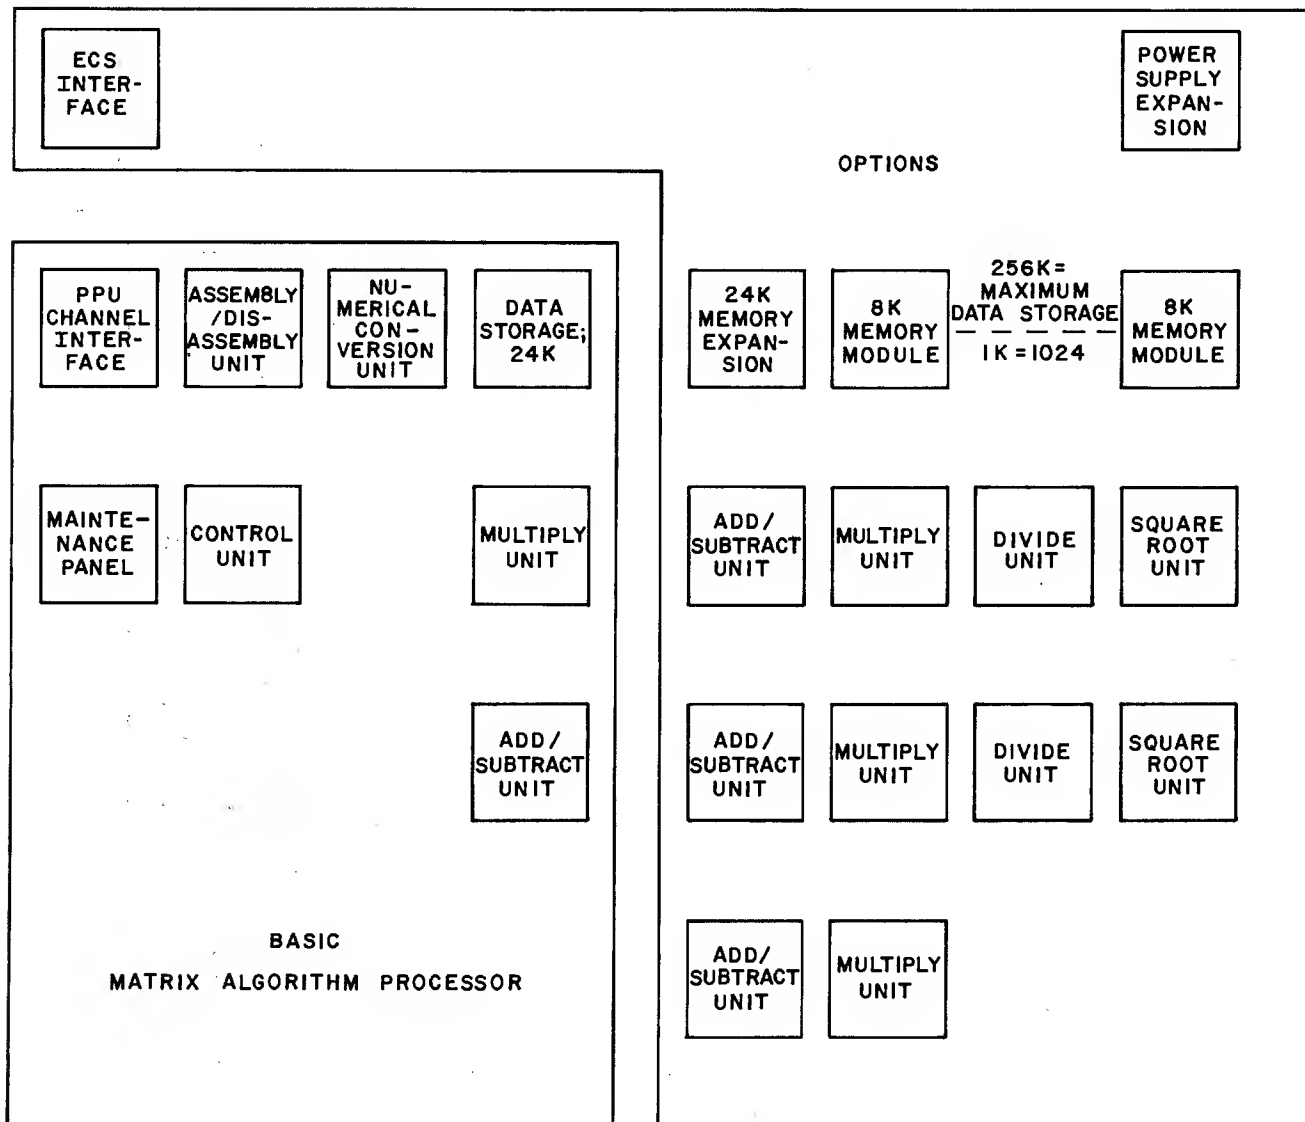 ECS
INTER-
FACE
POWER
SUPPLY
EXPAN-
SION
OPTIONS
PPU
CHANNEL
INTER-
FACE
ASSEMBLY
/DIS-
ASSEMBLY
UNIT
NU-
MERICAL
CON-
VERSION
UNIT
DATA
STORAGE;
24K
24K
MEMORY
EXPAN-
SION
8K
MEMORY
MODULE
256K=
MAXIMUM
DATA STORAGE
1K=1024
8K
MEMORY
MODULE
MAINTE-
NANCE
PANEL
CONTROL
UNIT
MULTIPLY
UNIT
ADD/
SUBTRACT
UNIT
MULTIPLY
UNIT
DIVIDE
UNIT
SQUARE
ROOT
UNIT
ADD/
SUBTRACT
UNIT
ADD/
SUBTRACT
UNIT
MULTIPLY
UNIT
DIVIDE
UNIT
SQUARE
ROOT
UNIT
BASIC
MATRIX ALGORITHM PROCESSOR
ADD/
SUBTRACT
UNIT
MULTIPLY
UNIT